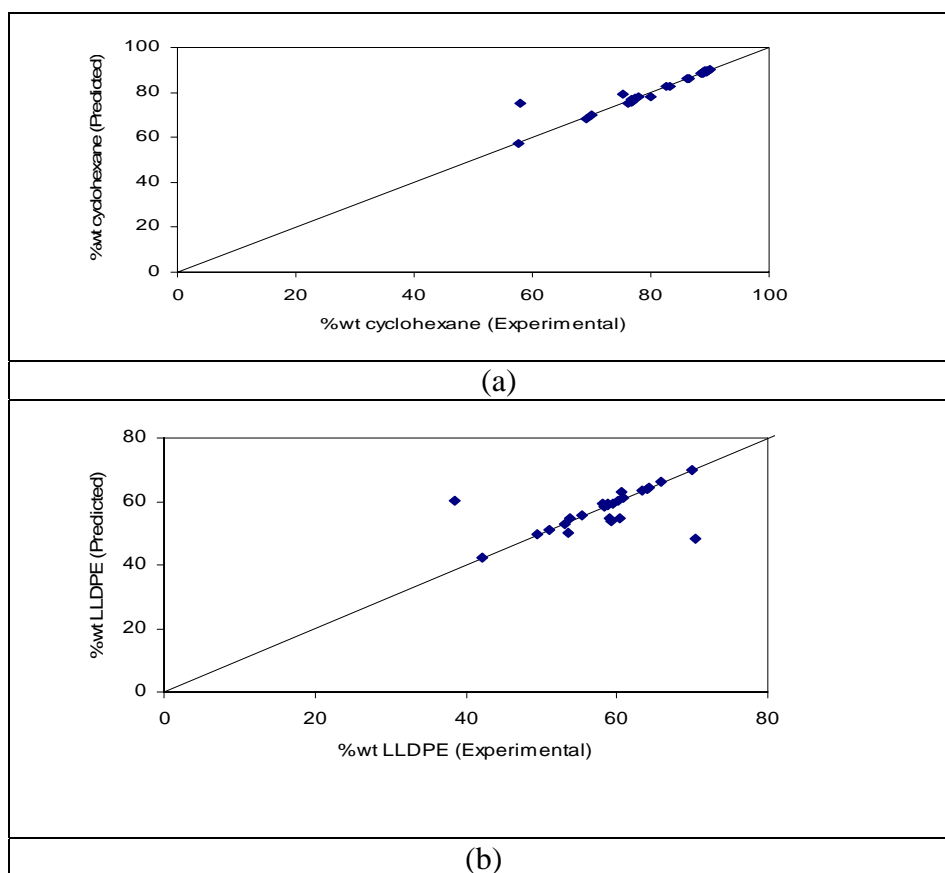 100
80
60
40
20
0
%wt cyclohexane (Predicted)
0 20 40 60 80 100
%wt cyclohexane (Experimental)
(a)
80
60
40
20
0
%wt LLDPE (Predicted)
0 20 40 60 80
%wt LLDPE (Experimental)
(b)